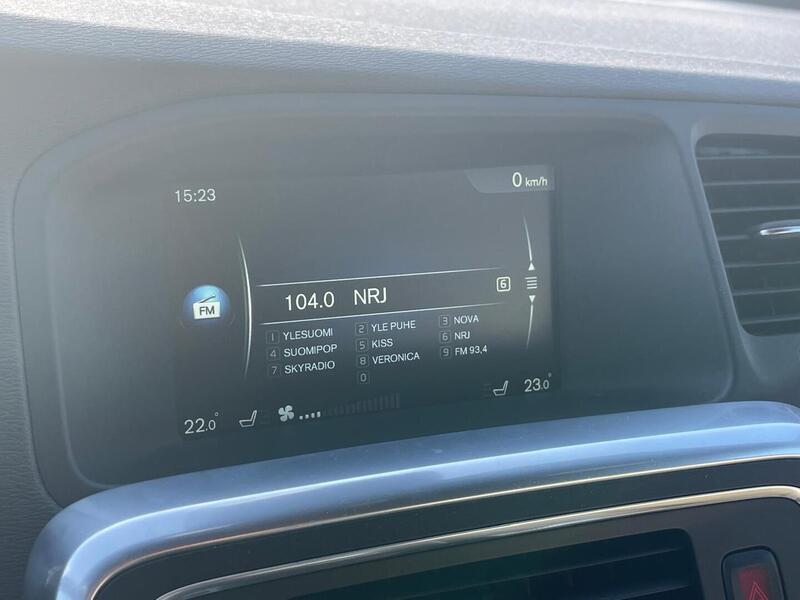 15:23
0 km/h
FM
104.0 NRJ 6
1 YLESUOMI 2 YLE PUHE 3 NOVA
4 SUOMIPOP 5 KISS 6 NRJ
7 SKYRADIO 8 VERONICA 9 FM 93,4
0
22.0° 23.0°